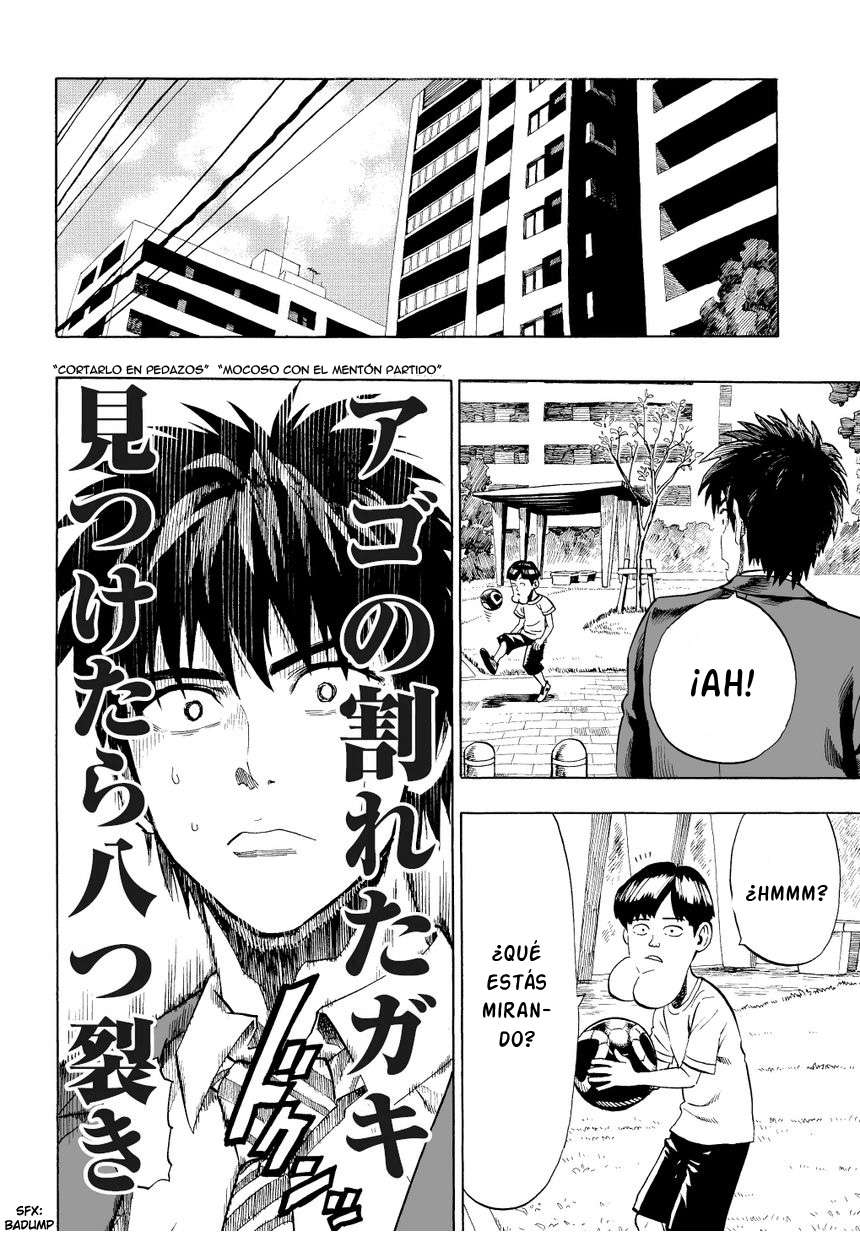 "CORTARLO EN PEDAZOS" "MOCOSO CON EL MENTÓN PARTIDO"
¡AH!
¿HMMM?
¿QUÉ
ESTÁS
MIRAN-
DO?
アゴの割れたガキ
見つけたら八つ裂き
ドクンッ
SFX:
BADUMP